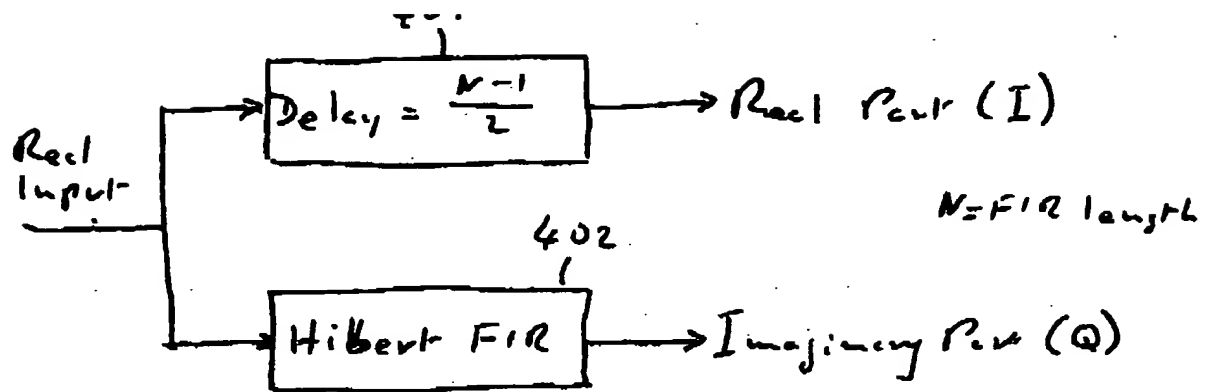 Delay = N-1
2
Real Part (I)
Real
Input
N=FIR length
402
Hilbert FIR
Imaginary Part (Q)